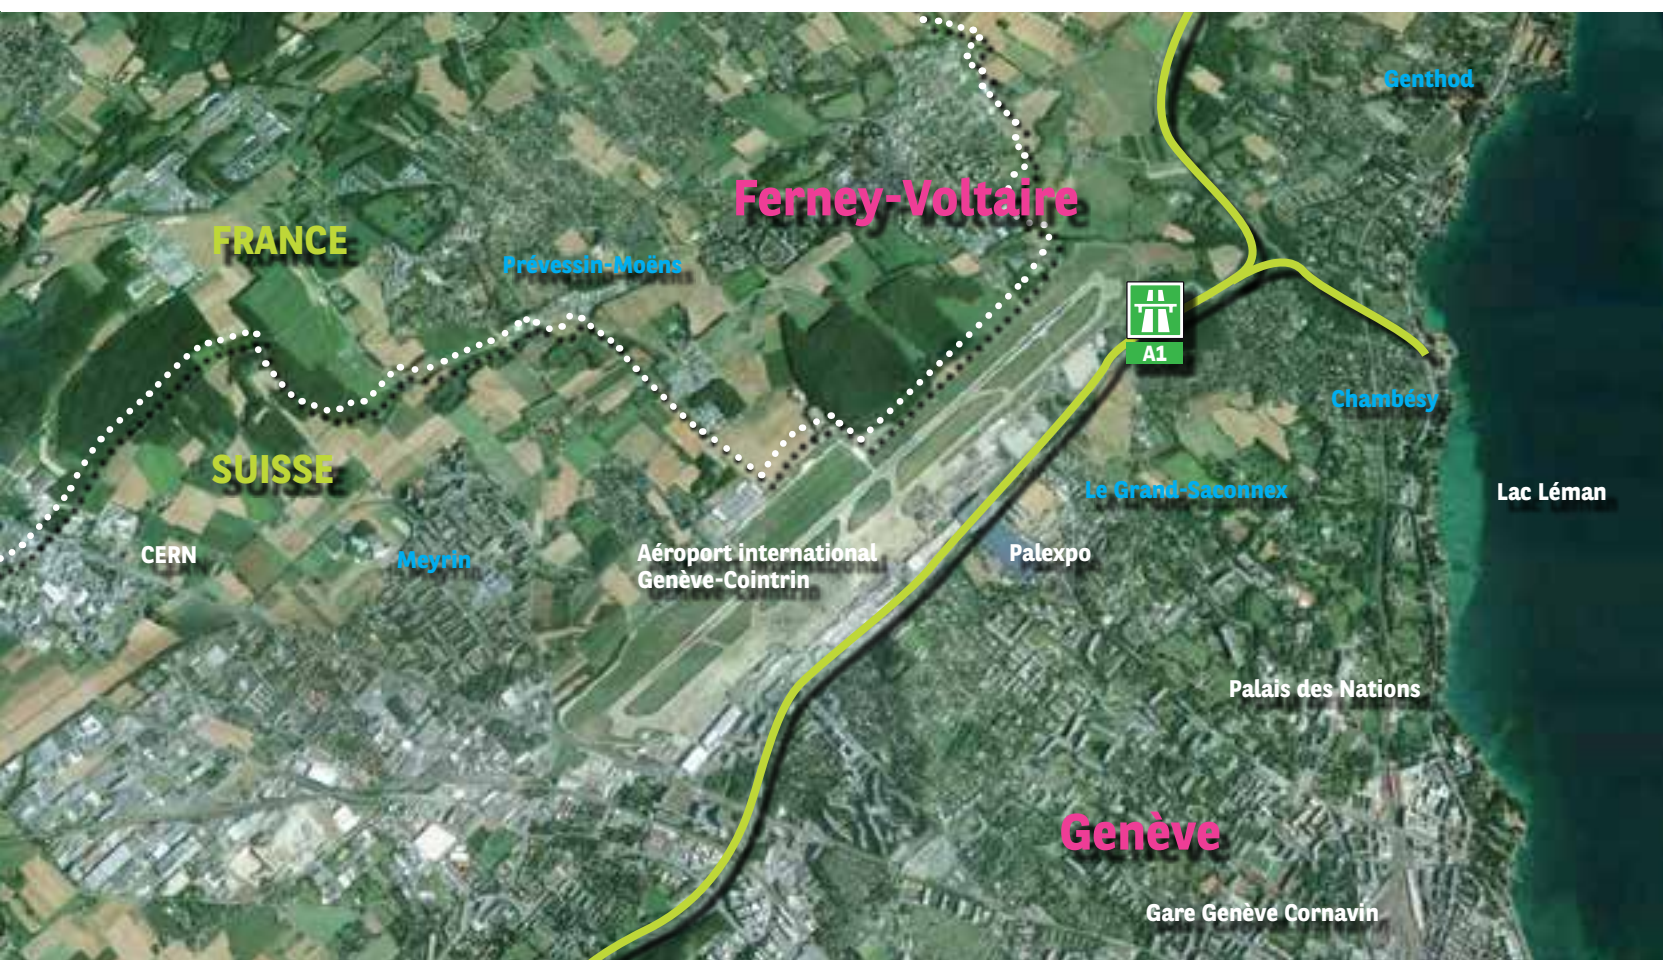 Genthod
Ferney-Voltaire
FRANCE
Prévessin-Moëns
A1
Chambésy
SUISSE
Le Grand-Saconnex
Lac Léman
CERN
Meyrin
Aéroport international
Genève-Cointrin
Palexpo
Palais des Nations
Genève
Gare Genève Cornavin